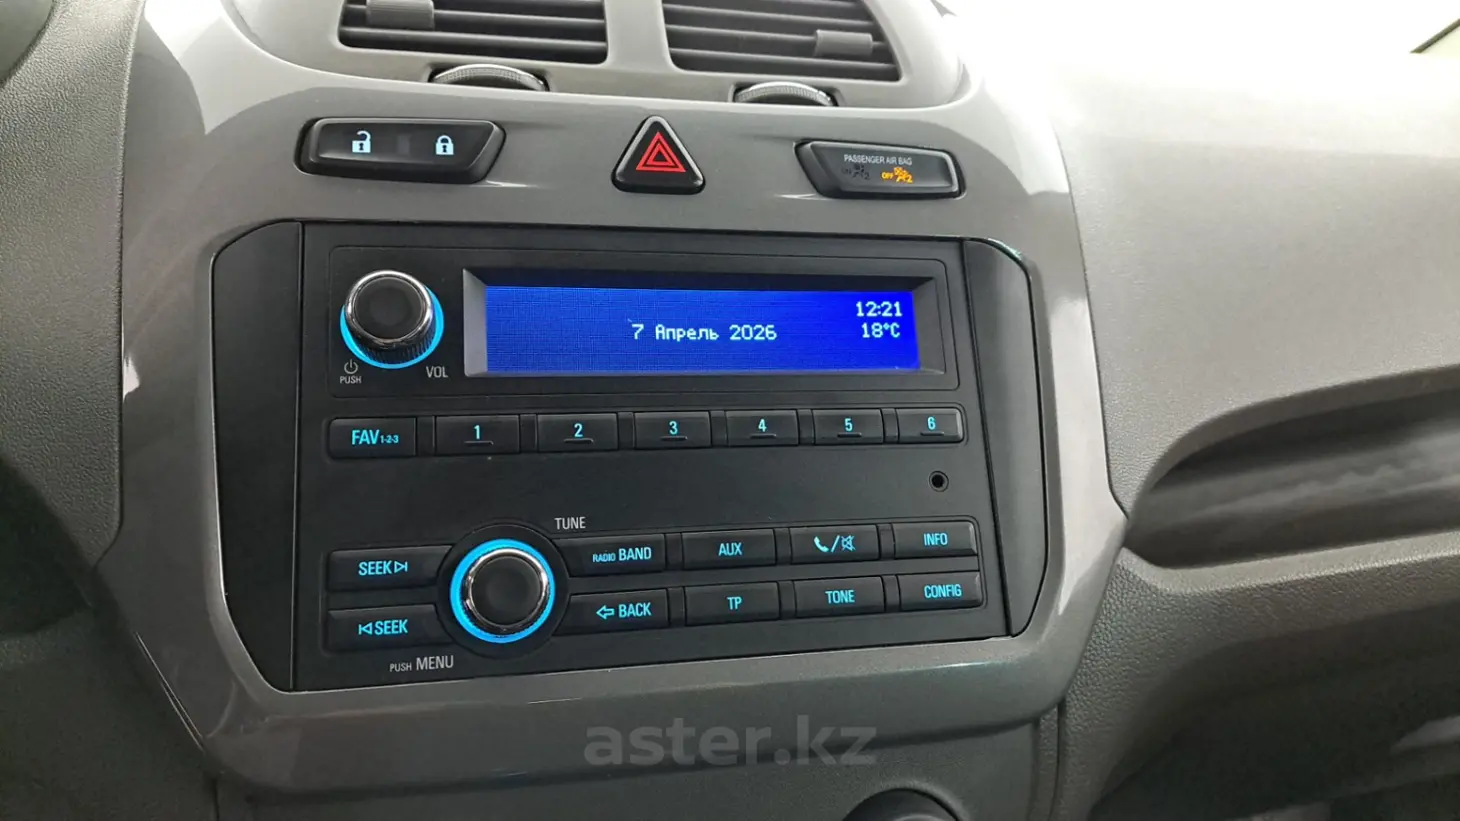 PASSENGER AIR BAG
OFF 2
12:21
7 Апрель 2026
18°C
PUSH
VOL
FAV1-2-3
1
2
3
4
5
6
TUNE
SEEK
RADIO BAND
AUX
INFO
SEEK
BACK
TP
TONE
CONFIG
PUSH MENU
aster.kz